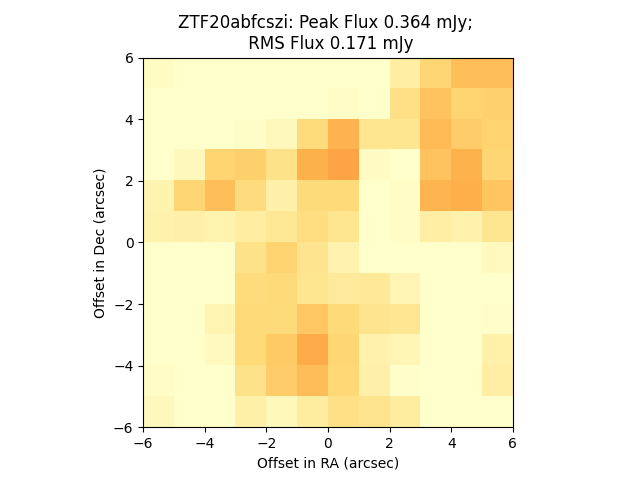 ZTF20abfcszi: Peak Flux 0.364 mJy;
RMS Flux 0.171 mJy
6
4
2
0
−2
−4
−6
Offset in Dec (arcsec)
−6 −4 −2 0 2 4 6
Offset in RA (arcsec)